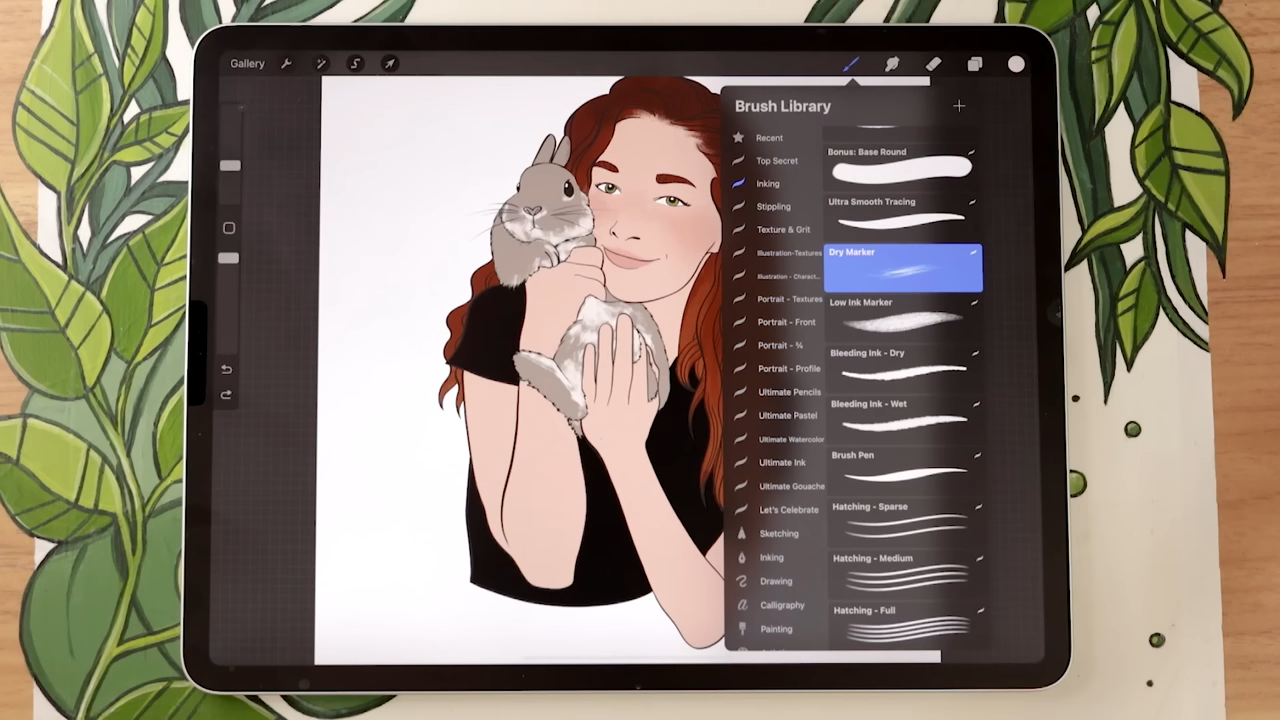 Gallery
Brush Library
Recent
Top Secret
Inking
Stippling
Texture & Grit
Illustration-Textures
Illustration - Charact...
Portrait - Textures
Portrait - Front
Portrait - ¾
Portrait - Profile
Ultimate Pencils
Ultimate Pastel
Ultimate Watercolor
Ultimate Ink
Ultimate Gouache
Let's Celebrate
Sketching
Inking
Drawing
Calligraphy
Painting
Bonus: Base Round
Ultra Smooth Tracing
Dry Marker
Low Ink Marker
Bleeding Ink - Dry
Bleeding Ink - Wet
Brush Pen
Hatching - Sparse
Hatching - Medium
Hatching - Full